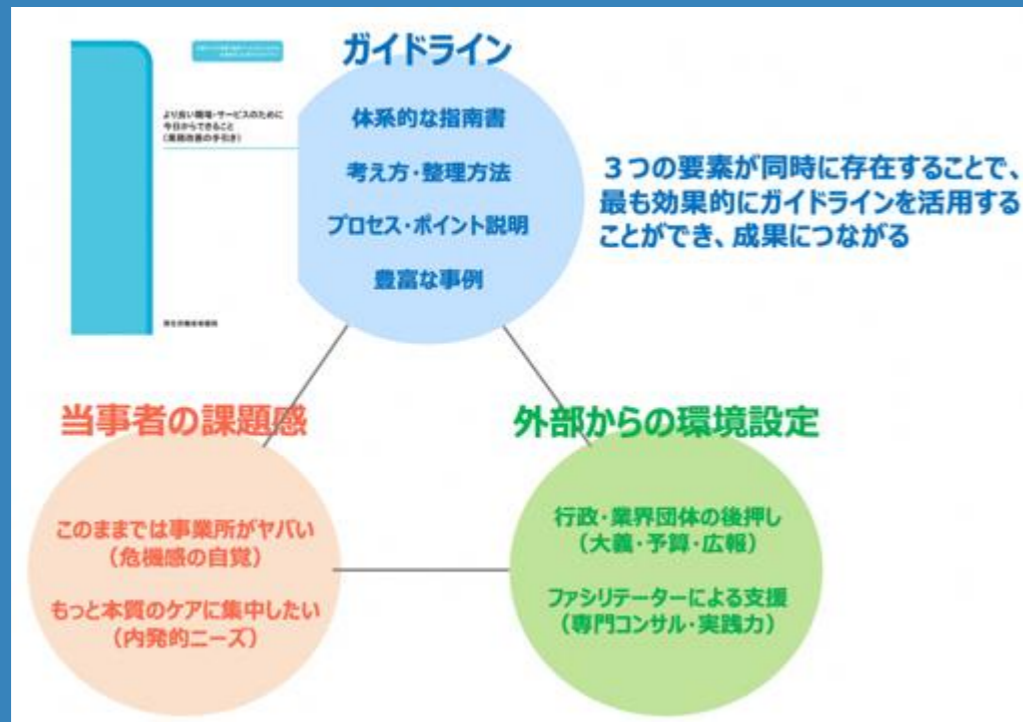 ガイドライン
より良い職場・サービスのために
今日からできること
(業務改善の手引き)
厚生労働省老健局
体系的な指南書
考え方・整理方法
プロセス・ポイント説明
豊富な事例
3つの要素が同時に存在することで、
最も効果的にガイドラインを活用する
ことができ、成果につながる
当事者の課題感
このままでは事業所がヤバい
(危機感の自覚)
もっと本質のケアに集中したい
(内発的ニーズ)
外部からの環境設定
行政・業界団体の後押し
(大義・予算・広報)
ファシリテーターによる支援
(専門コンサル・実践力)